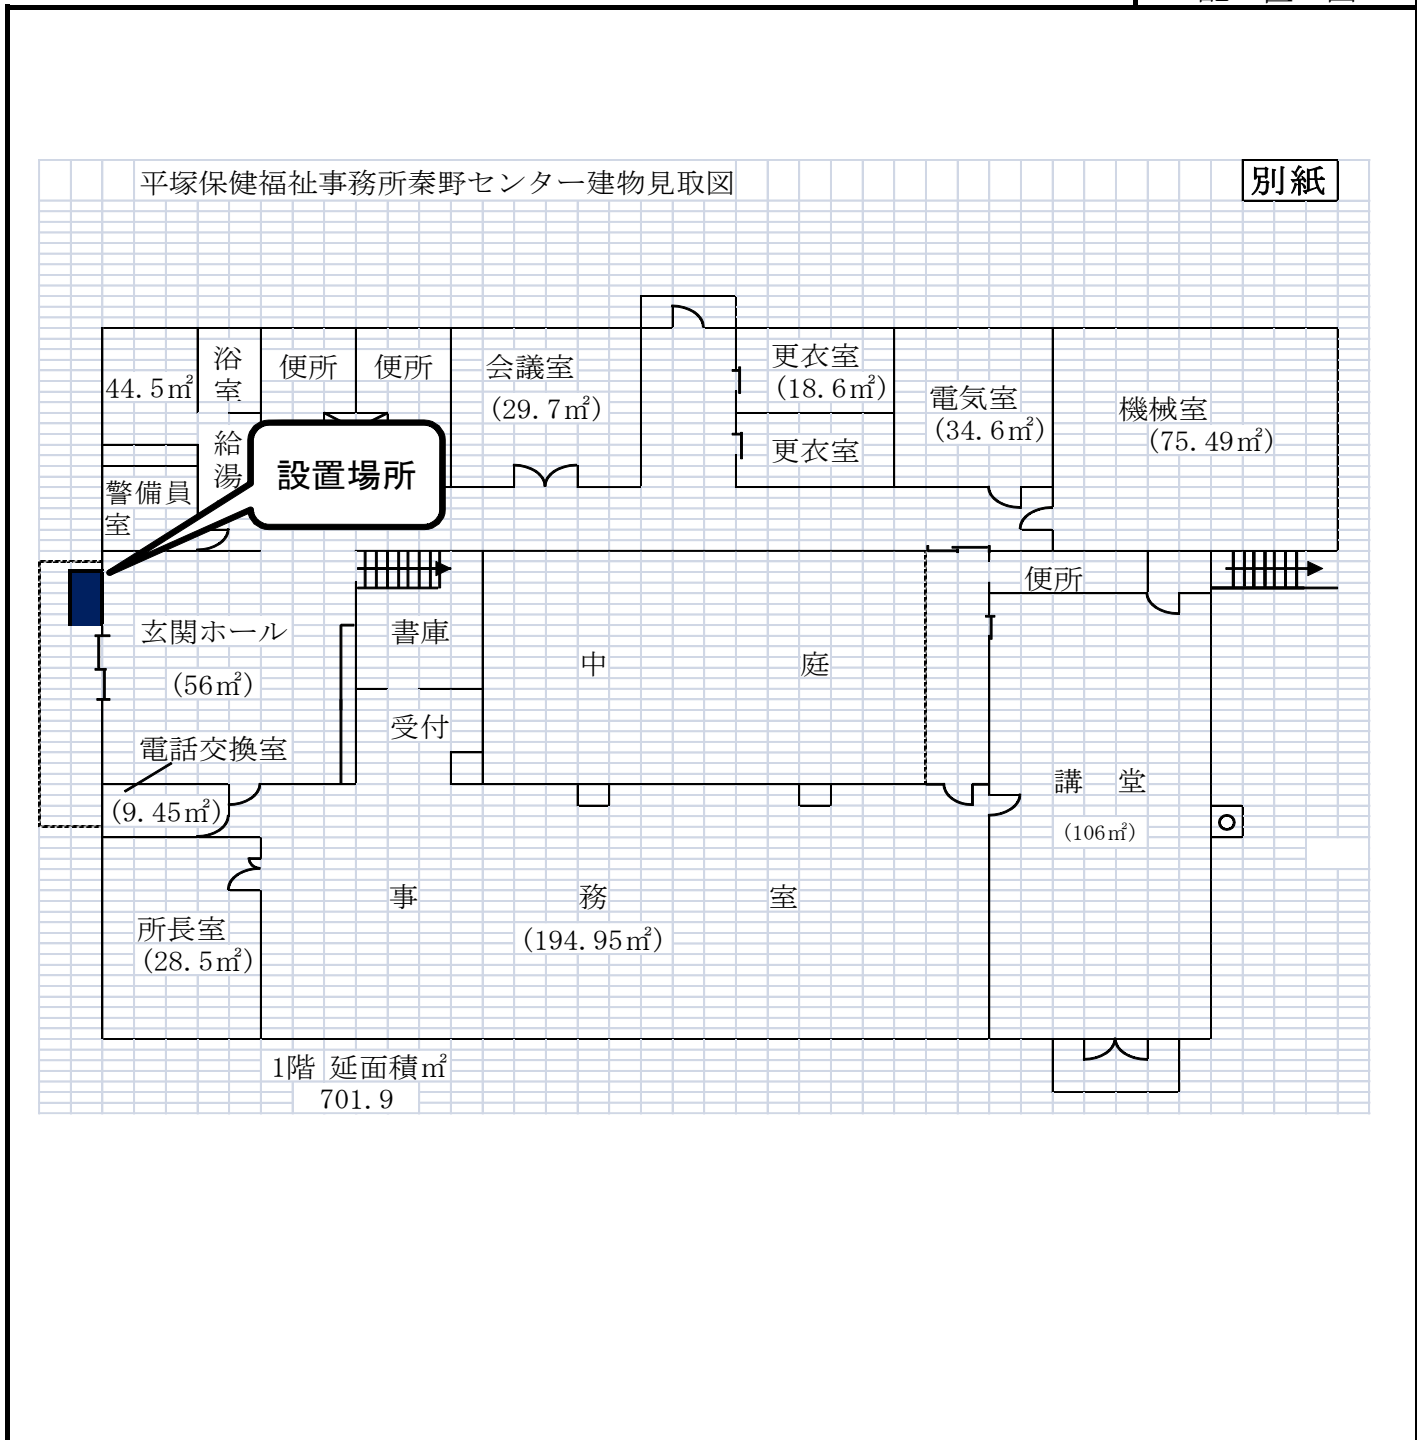 平塚保健福祉事務所秦野センター建物見取図
別紙
44.5㎡
浴室
便所
便所
会議室
(29.7㎡)
更衣室
(18.6㎡)
更衣室
電気室
(34.6㎡)
機械室
(75.49㎡)
給湯
設置場所
警備員室
便所
玄関ホール
(56㎡)
書庫
受付
中庭
電話交換室
(9.45㎡)
講堂
(106㎡)
事務室
(194.95㎡)
所長室
(28.5㎡)
1階 延面積㎡
701.9